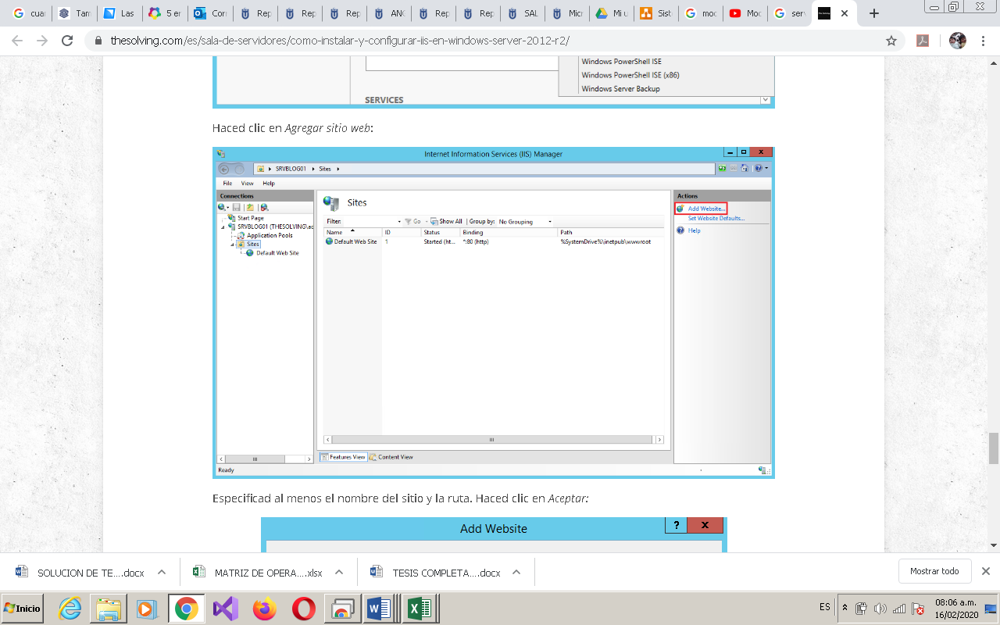 cuar
Tam
Las
5 er
Cor
Rep
Rep
Rep
ANC
Rep
Rep
SAL
Micr
Mi u
Sist
moc
Moc
serv
thesolving.com/es/sala-de-servidores/como-instalar-y-configurar-iis-en-windows-server-2012-r2/
Windows PowerShell ISE
Windows PowerShell ISE (x86)
Windows Server Backup
SERVICES
Haced clic en Agregar sitio web:
Internet Information Services (IIS) Manager
SRVBLOG01 Sites
File View Help
Connections
Start Page
SRVBLOG01 (THESOLVING\ac
Application Pools
Sites
Default Web Site
Sites
Filter: Go Show All Group by: No Grouping
Name ID Status Binding Path
Default Web Site 1 Started (ht... *:80 (http) %SystemDrive%\inetpub\wwwroot
Features View Content View
Actions
Add Website...
Set Website Defaults...
Help
Ready
Especificad al menos el nombre del sitio y la ruta. Haced clic en Aceptar:
Add Website
SOLUCION DE TE....docx
MATRIZ DE OPERA....xlsx
TESIS COMPLETA....docx
Mostrar todo
Inicio
ES
08:06 a.m.
16/02/2020